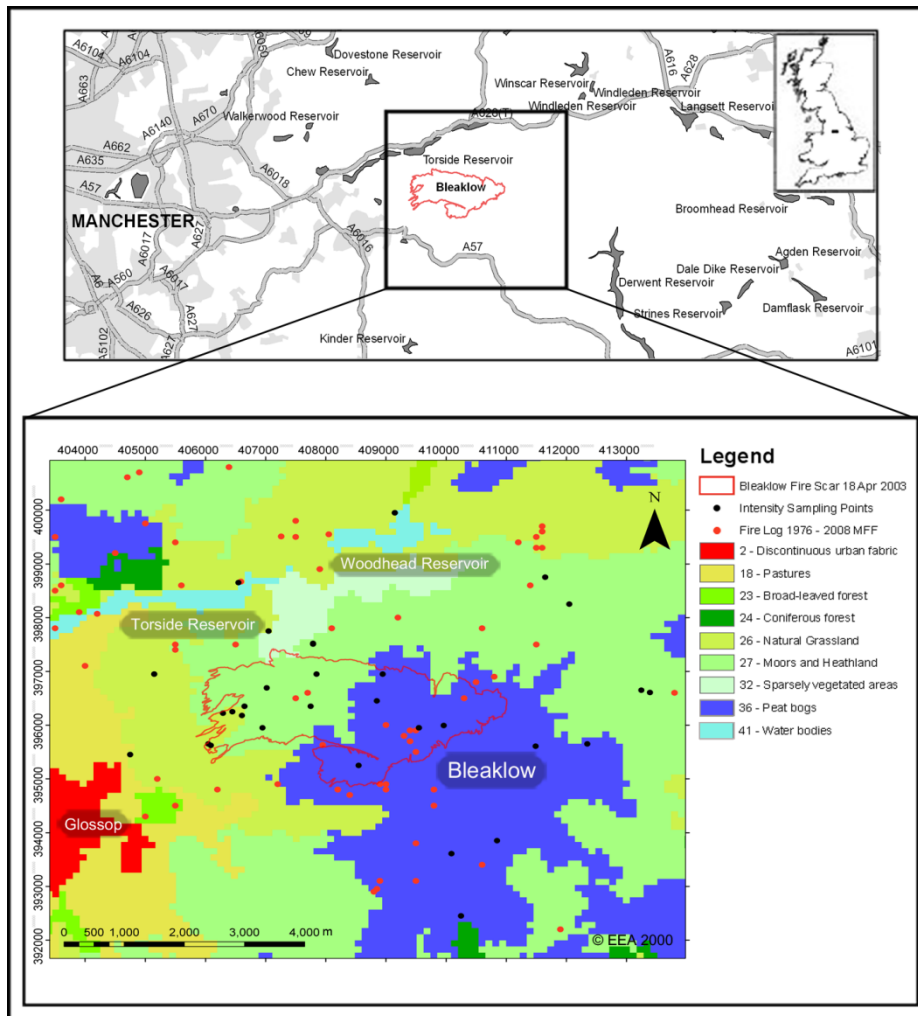 Dovestone Reservoir
Chew Reservoir
A6104
A6104
A6050
A663
A670
A6140
A662
A635
A57
Walkerwood Reservoir
A6018
Winscar Reservoir
Windleden Reservoir
Windleden Reservoir
A616
A628
Langsett Reservoi
A628(T)
Torside Reservoir
Bleaklow
MANCHESTER
A6017
A627
A6016
A57
Broomhead Reservoir
Agden Reservoir
Dale Dike Reservoir
Derwent Reservoir
Damflask Reservoir
Strines Reservoir
A560
A6017
A6
A626
A627
A5102
Kinder Reservoir
A6101
404000 405000 406000 407000 408000 409000 410000 411000 412000 413000
400000
399000
398000
397000
396000
395000
394000
393000
392000
N
Woodhead Reservoir
Torside Reservoir
Bleaklow
Glossop
0 500 1,000 2,000 3,000 4,000 m
© EEA 2000
Legend
Bleaklow Fire Scar 18 Apr 2003
Intensity Sampling Points
Fire Log 1976 - 2008 MFF
2 - Discontinuous urban fabric
18 - Pastures
23 - Broad-leaved forest
24 - Coniferous forest
26 - Natural Grassland
27 - Moors and Heathland
32 - Sparsely vegetated areas
36 - Peat bogs
41 - Water bodies